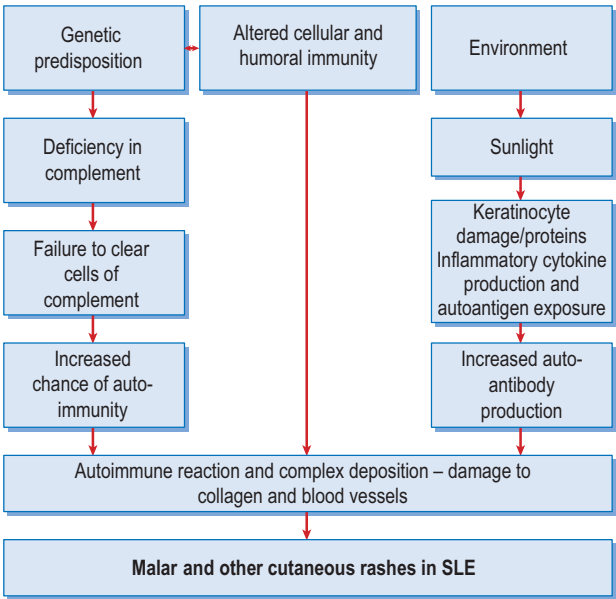 Genetic
predisposition
Altered cellular and
humoral immunity
Environment
Deficiency in
complement
Sunlight
Failure to clear
cells of
complement
Keratinocyte
damage/proteins
Inflammatory cytokine
production and
autoantigen exposure
Increased
chance of auto-
immunity
Increased auto-
antibody
production
Autoimmune reaction and complex deposition – damage to
collagen and blood vessels
Malar and other cutaneous rashes in SLE